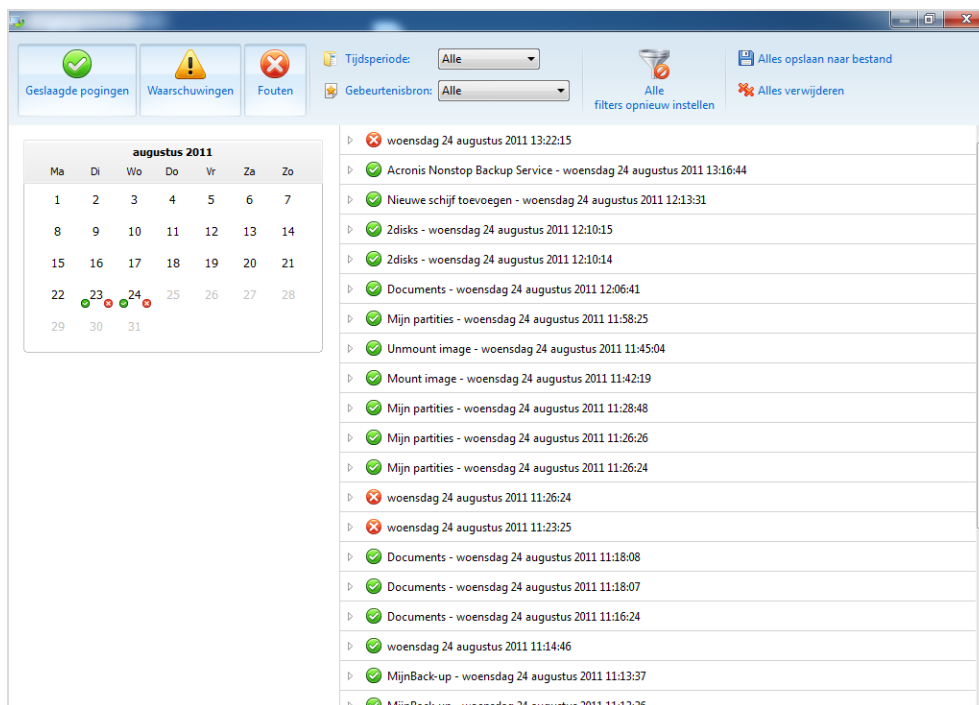 Geslaagde pogingen
Waarschuwingen
Fouten
Tijdsperiode: Alle
Gebeurtenisbron: Alle
Alle
filters opnieuw instellen
Alles opslaan naar bestand
Alles verwijderen
augustus 2011
Ma Di Wo Do Vr Za Zo
1 2 3 4 5 6 7
8 9 10 11 12 13 14
15 16 17 18 19 20 21
22 23 24 25 26 27 28
29 30 31
woensdag 24 augustus 2011 13:22:15
Acronis Nonstop Backup Service - woensdag 24 augustus 2011 13:16:44
Nieuwe schijf toevoegen - woensdag 24 augustus 2011 12:13:31
2disks - woensdag 24 augustus 2011 12:10:15
2disks - woensdag 24 augustus 2011 12:10:14
Documents - woensdag 24 augustus 2011 12:06:41
Mijn partities - woensdag 24 augustus 2011 11:58:25
Unmount image - woensdag 24 augustus 2011 11:45:04
Mount image - woensdag 24 augustus 2011 11:42:19
Mijn partities - woensdag 24 augustus 2011 11:28:48
Mijn partities - woensdag 24 augustus 2011 11:26:26
Mijn partities - woensdag 24 augustus 2011 11:26:24
woensdag 24 augustus 2011 11:26:24
woensdag 24 augustus 2011 11:23:25
Documents - woensdag 24 augustus 2011 11:18:08
Documents - woensdag 24 augustus 2011 11:18:07
Documents - woensdag 24 augustus 2011 11:16:24
woensdag 24 augustus 2011 11:14:46
MijnBack-up - woensdag 24 augustus 2011 11:13:37
MijnBack-up - woensdag 24 augustus 2011